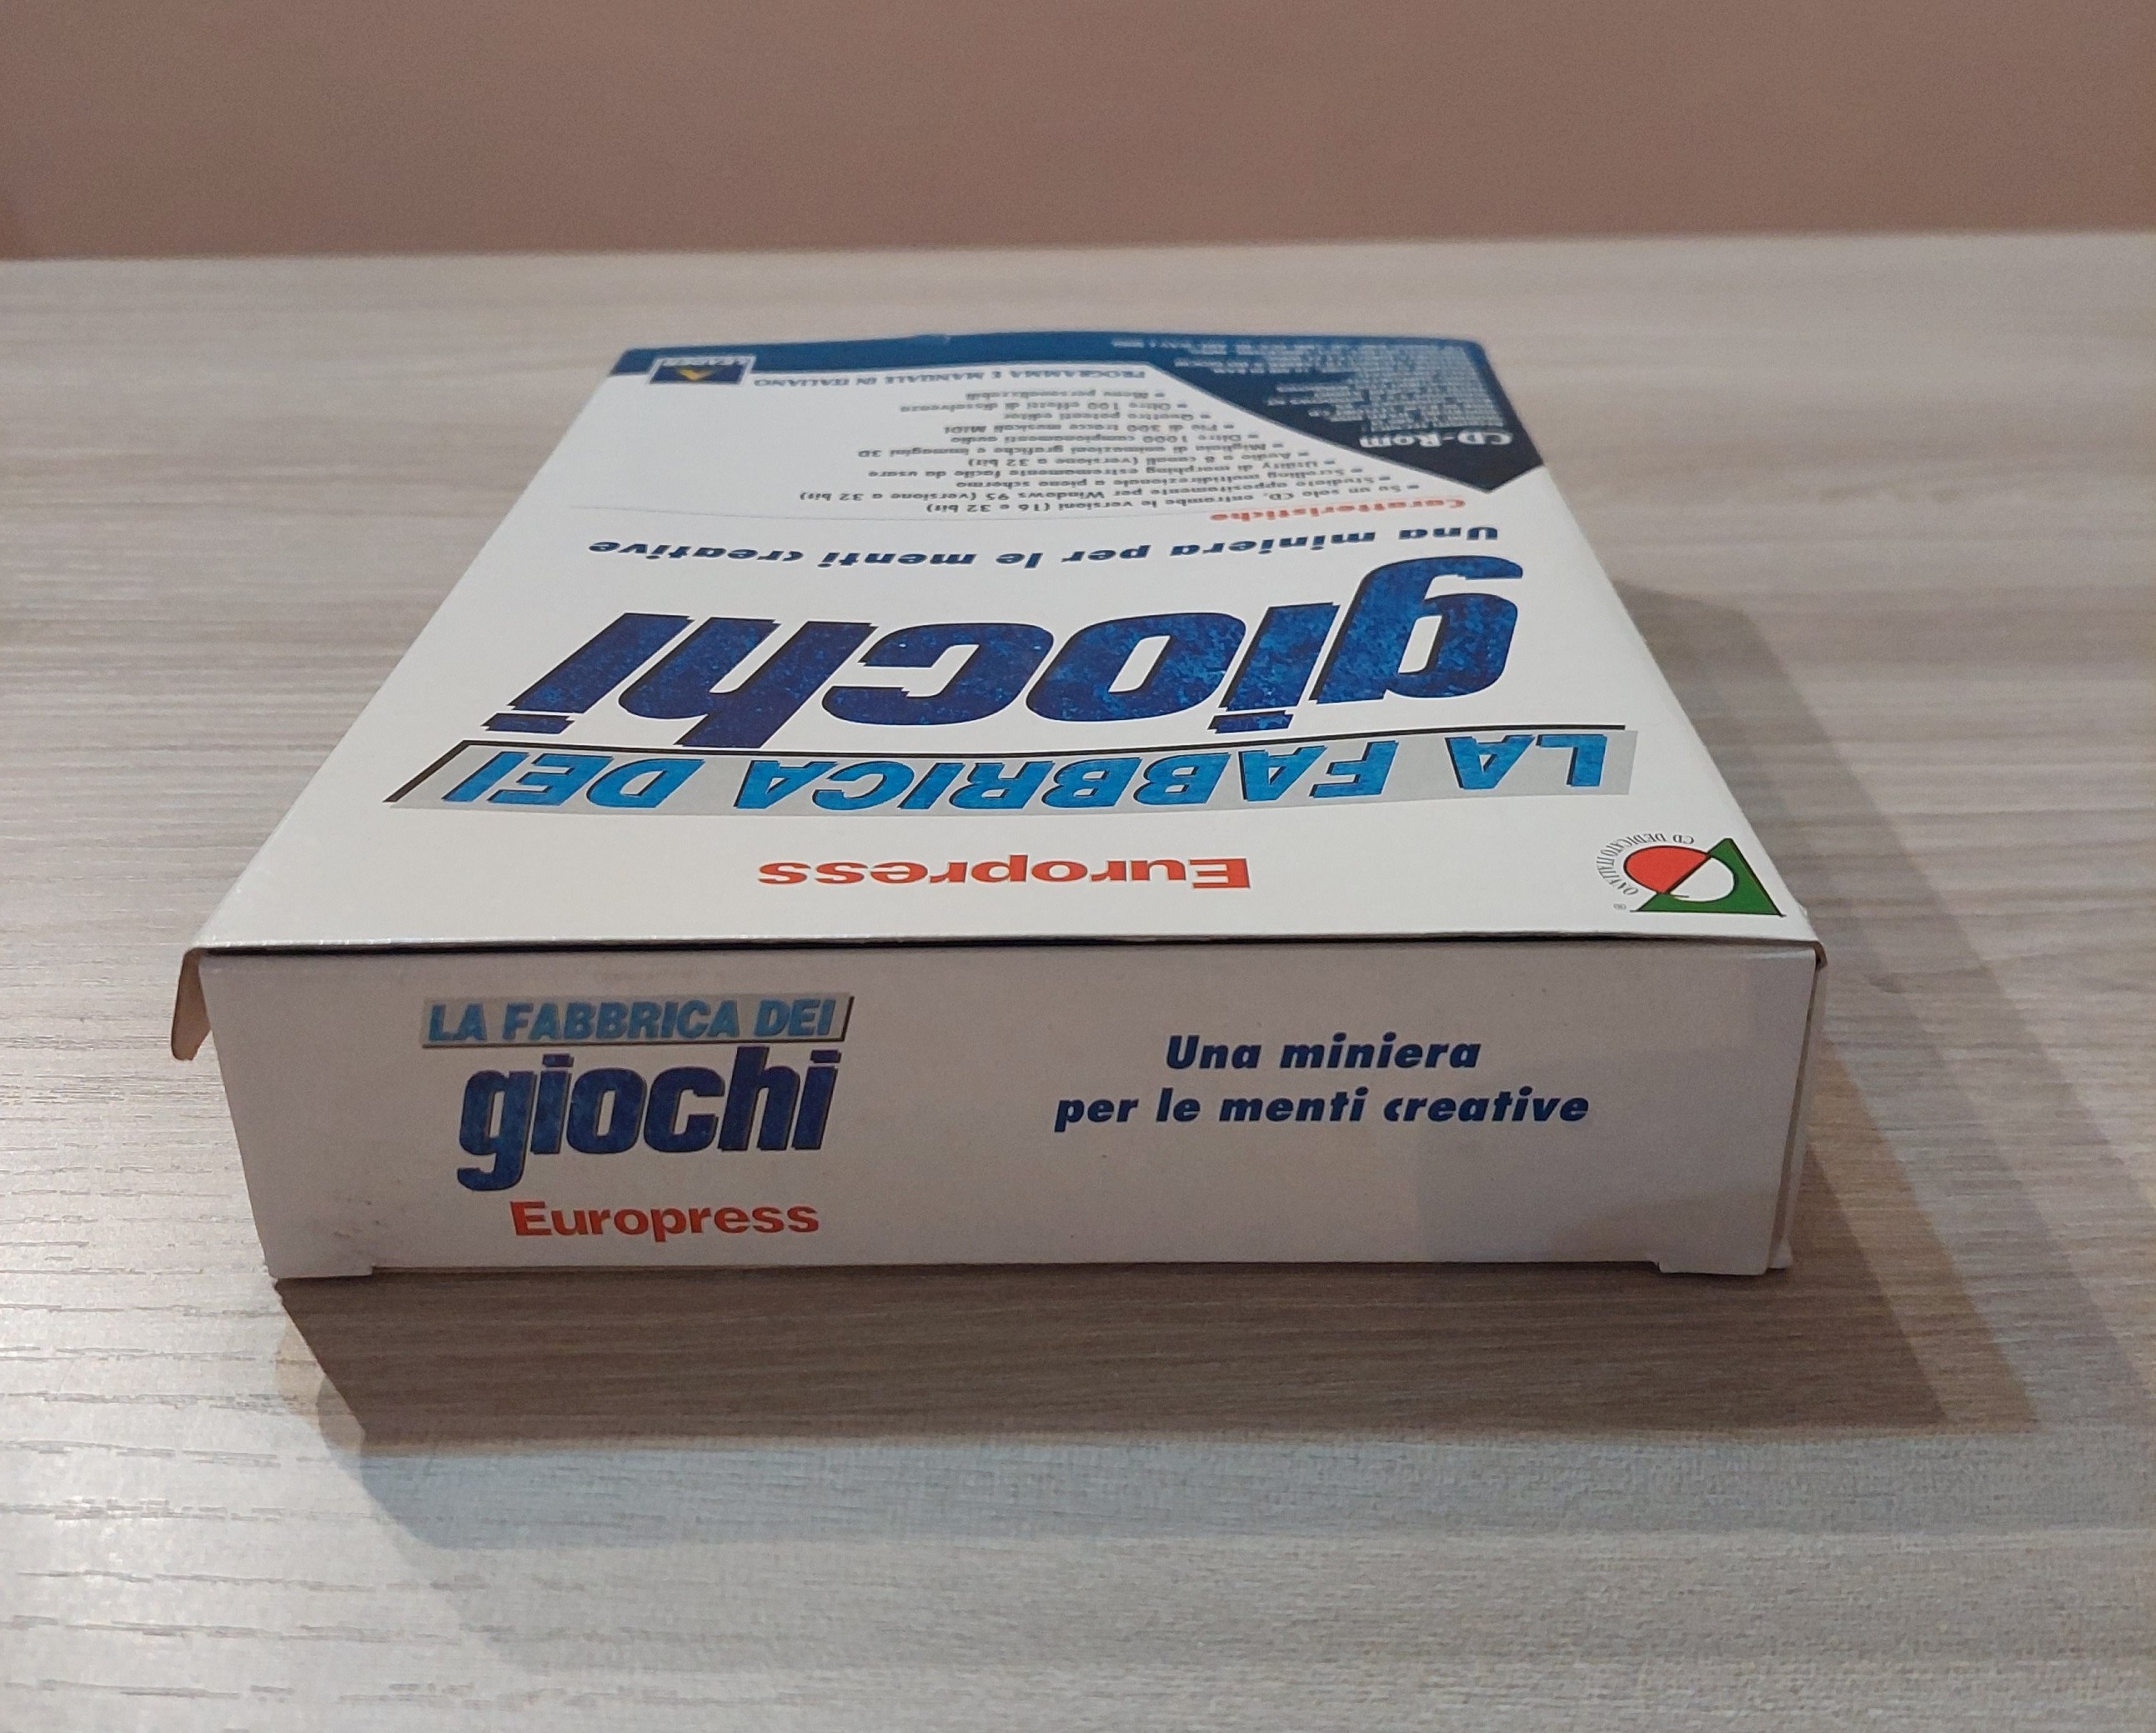 Europress
LA FABBRICA DEI
giochi
Una miniera per le menti creative
Caratteristiche
Su un solo CD, entrambe le versioni (16 e 32 bit)
Studiato appositamente per Windows 95 (versione a 32 bit)
Scrolling multidirezionale a pieno schermo
Utility di morphing estremamente facile da usare
Audio a 8 canali (versione a 32 bit)
Migliaia di animazioni grafiche e immagini 3D
Oltre 1000 campionamenti audio
Più di 300 tracce musicali MIDI
Quattro potenti editor
Oltre 100 effetti di dissolvenza
Menu personalizzabili
PROGRAMMA E MANUALE IN ITALIANO
LEADER
CD-Rom
CD DEDICATO ITALIANO
®
LA FABBRICA DEI
giochi
Europress
Una miniera
per le menti creative